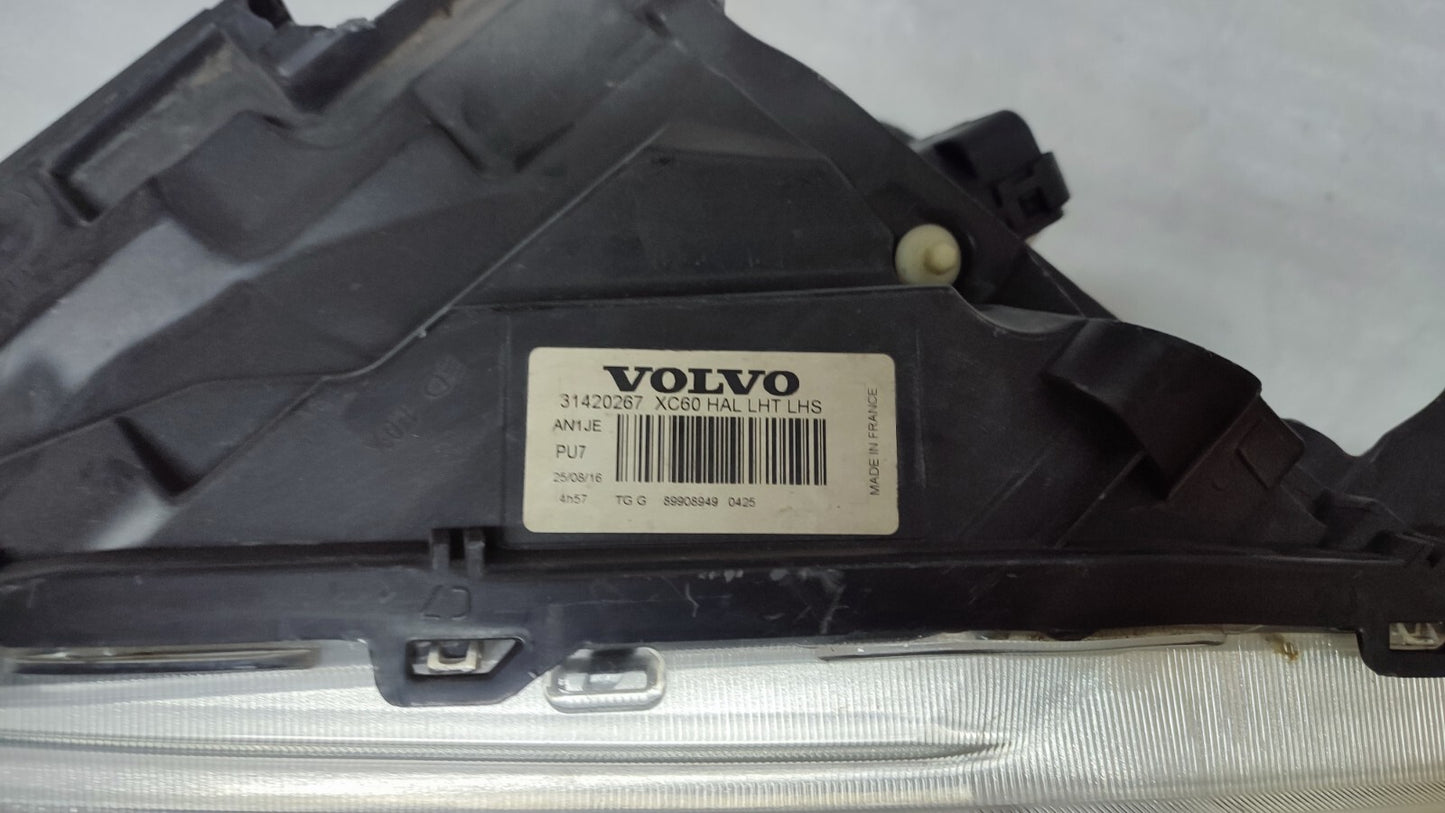 VOLVO
31420267 XC60 HAL LHT LHS
AN1JE
PU7
25/08/16
4h57 TG G 89908949 0425
MADE IN FRANCE